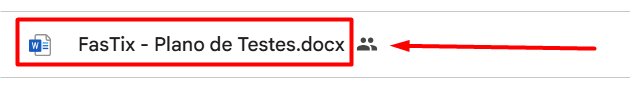 FasTix - Plano de Testes.docx